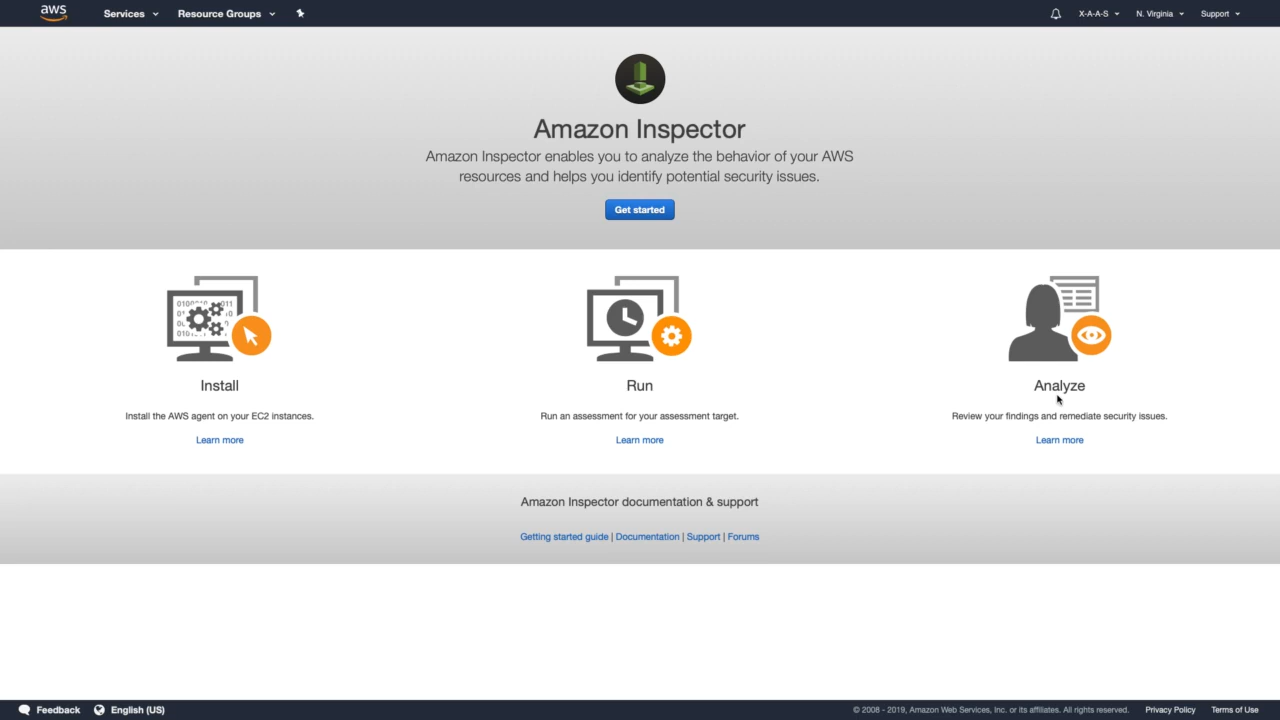 aws Services Resource Groups X-A-A-S N. Virginia Support
Amazon Inspector
Amazon Inspector enables you to analyze the behavior of your AWS
resources and helps you identify potential security issues.
Get started
Install
Install the AWS agent on your EC2 instances.
Learn more
Run
Run an assessment for your assessment target.
Learn more
Analyze
Review your findings and remediate security issues.
Learn more
Amazon Inspector documentation & support
Getting started guide | Documentation | Support | Forums
Feedback English (US) © 2008 - 2019, Amazon Web Services, Inc. or its affiliates. All rights reserved. Privacy Policy Terms of Use